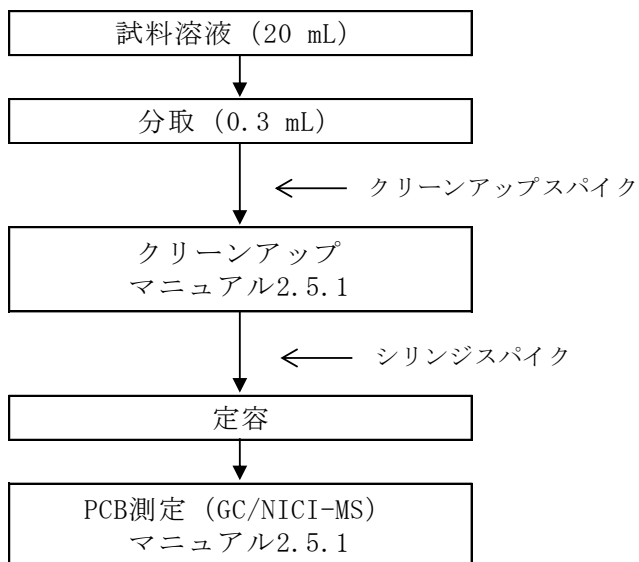 試料溶液 (20 mL)
分取 (0.3 mL)
クリーンアップスパイク
クリーンアップ
マニュアル2.5.1
シリンジスパイク
定容
PCB測定 (GC/NICI-MS)
マニュアル2.5.1